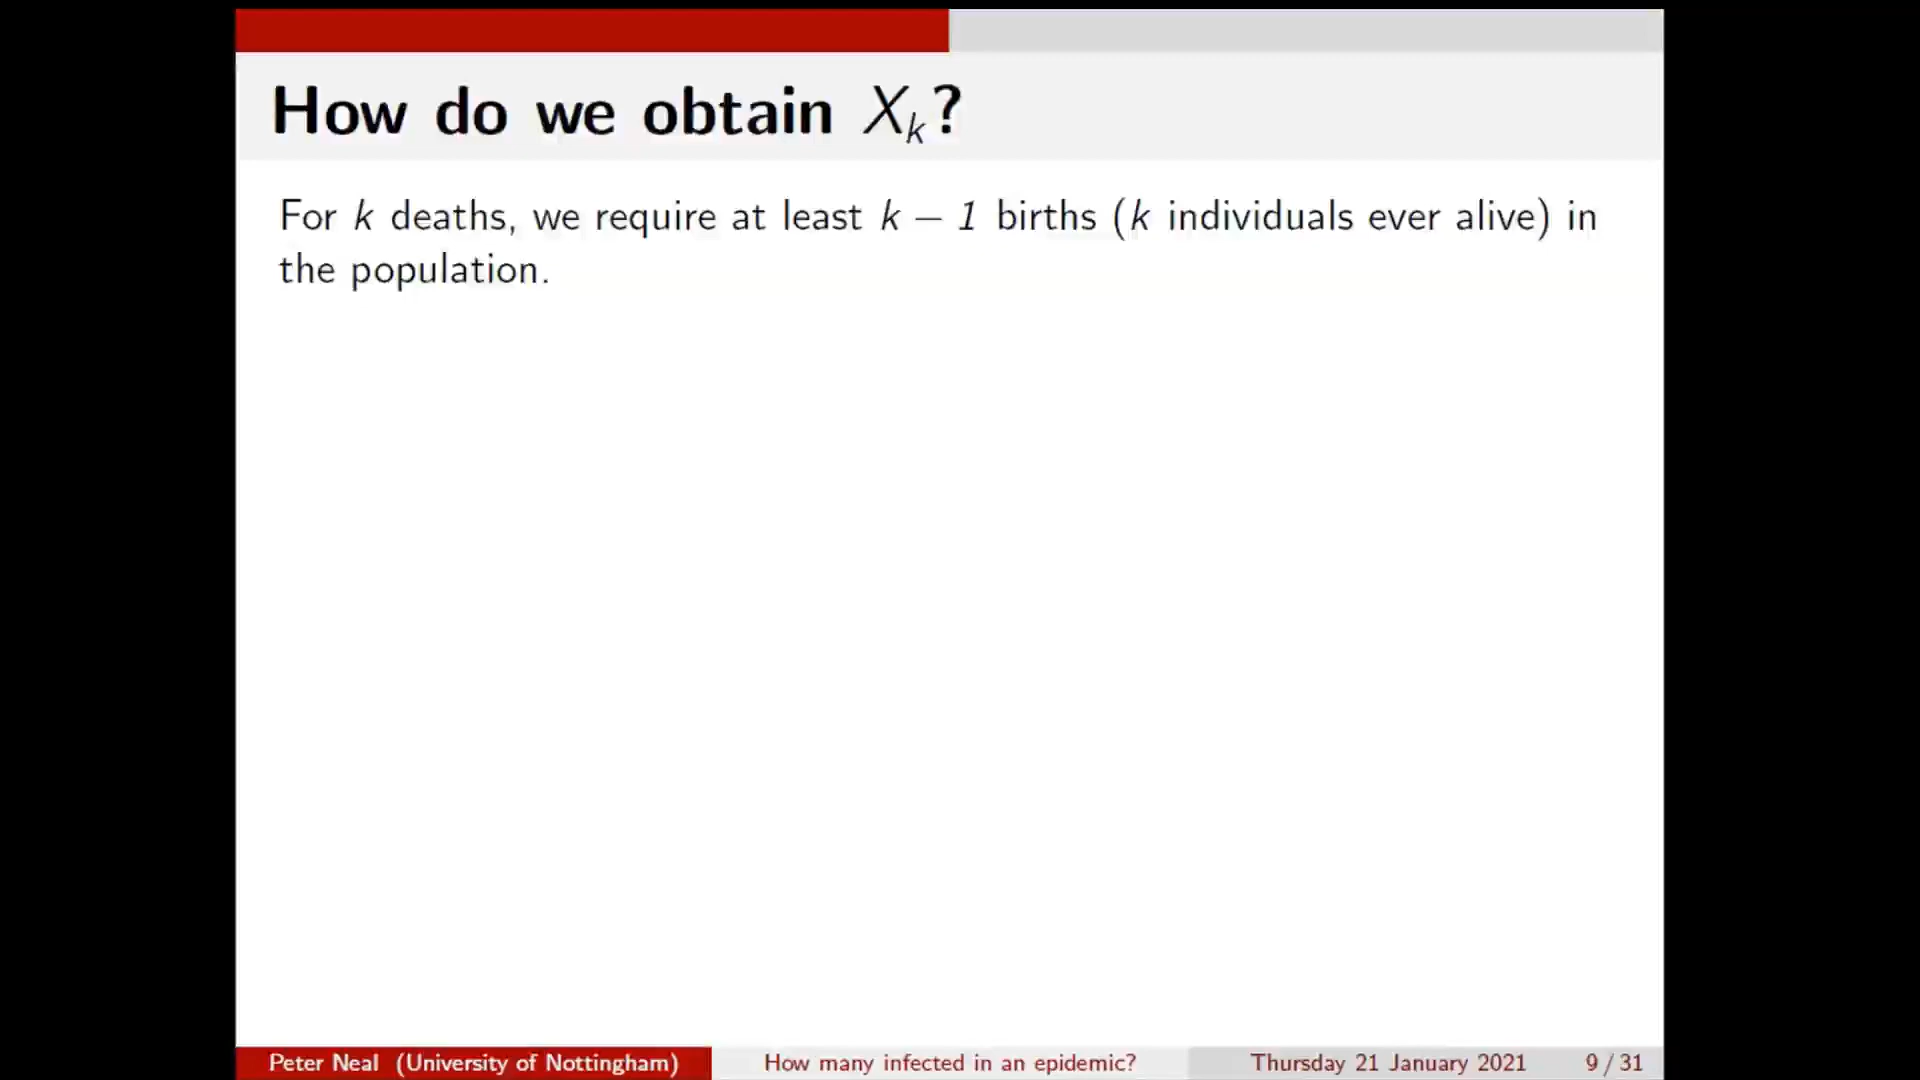 How do we obtain X_k?
For k deaths, we require at least k − 1 births (k individuals ever alive) in
the population.
Peter Neal (University of Nottingham) How many infected in an epidemic? Thursday 21 January 2021 9 / 31